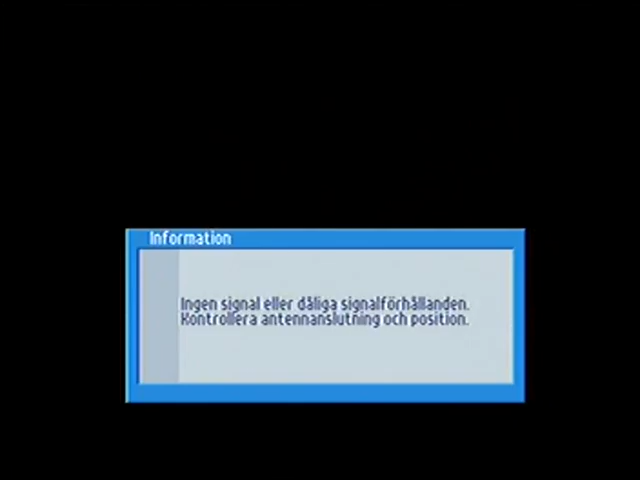 Information
Ingen signal eller dåliga signalförhållanden.
Kontrollera antennanslutning och position.